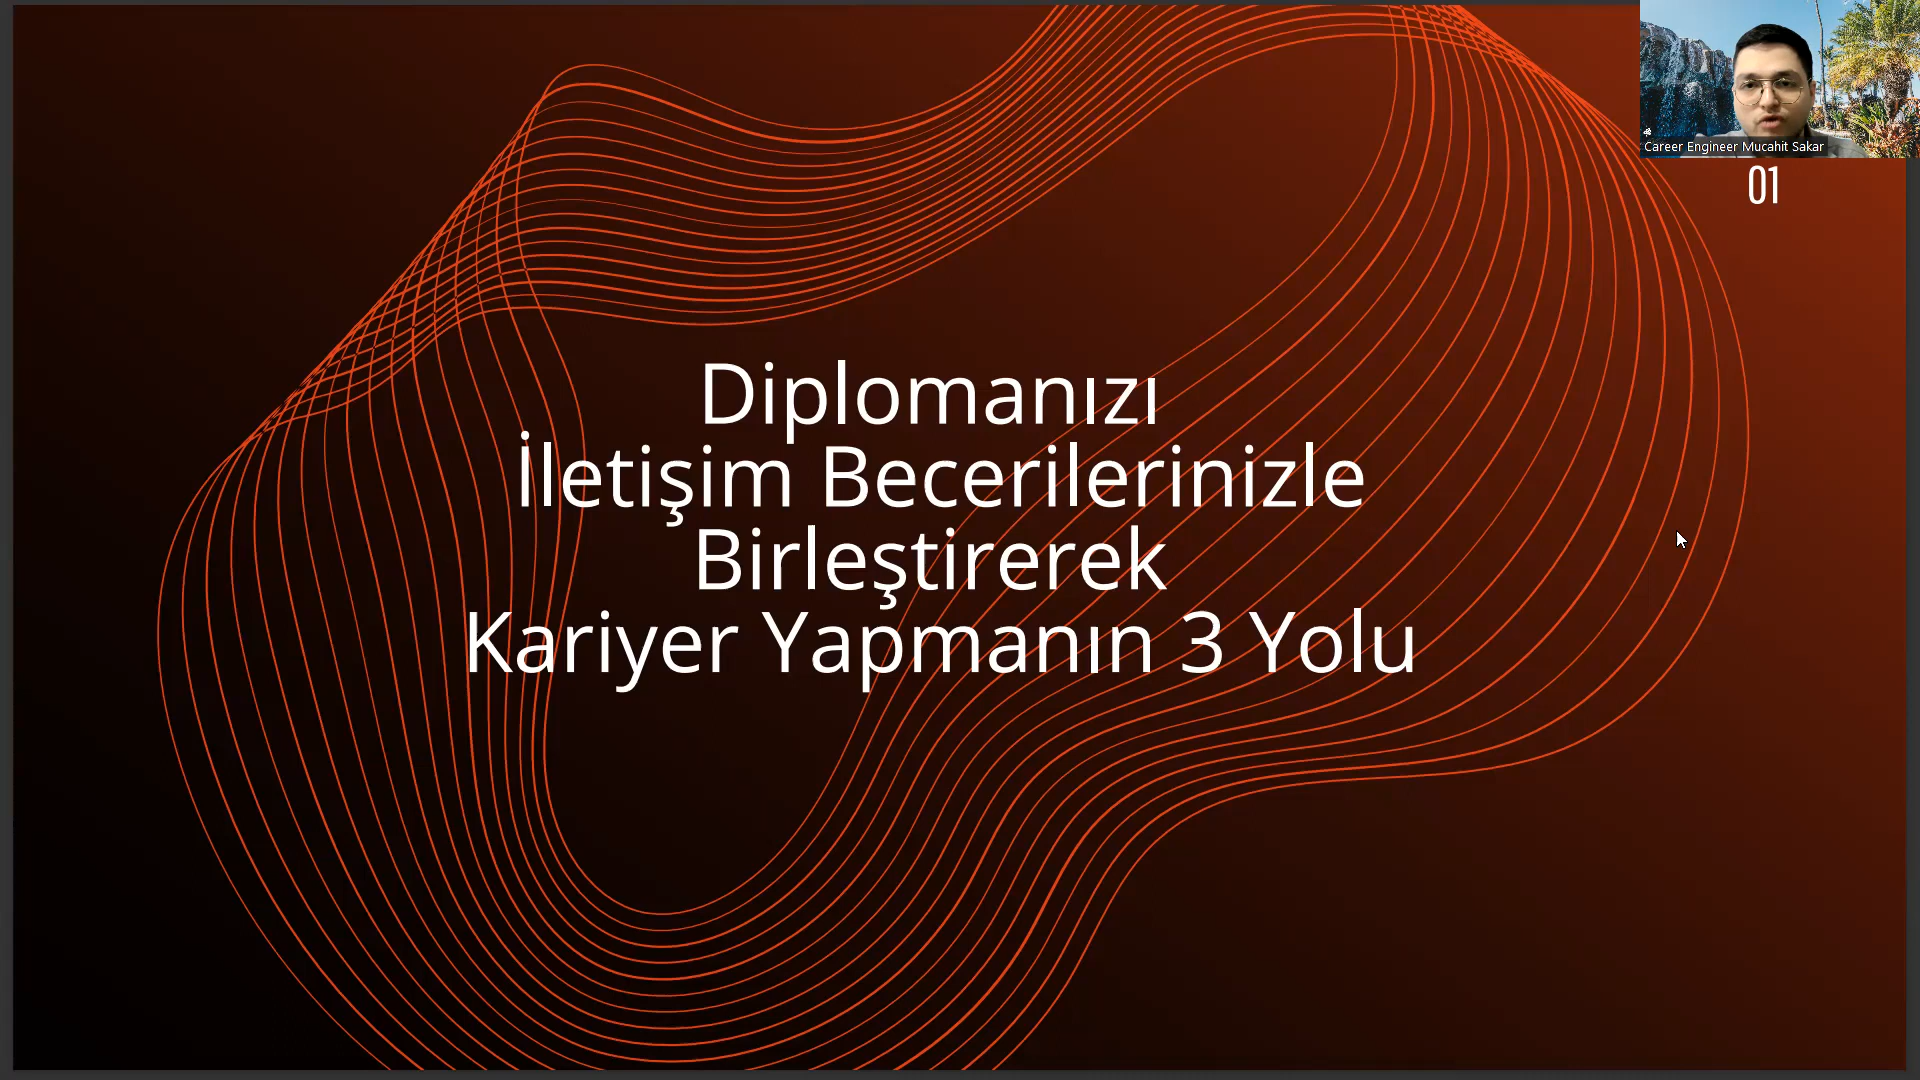 Career Engineer Mucahit Sakar
01
Diplomanızı
İletişim Becerilerinizle
Birleştirerek
Kariyer Yapmanın 3 Yolu